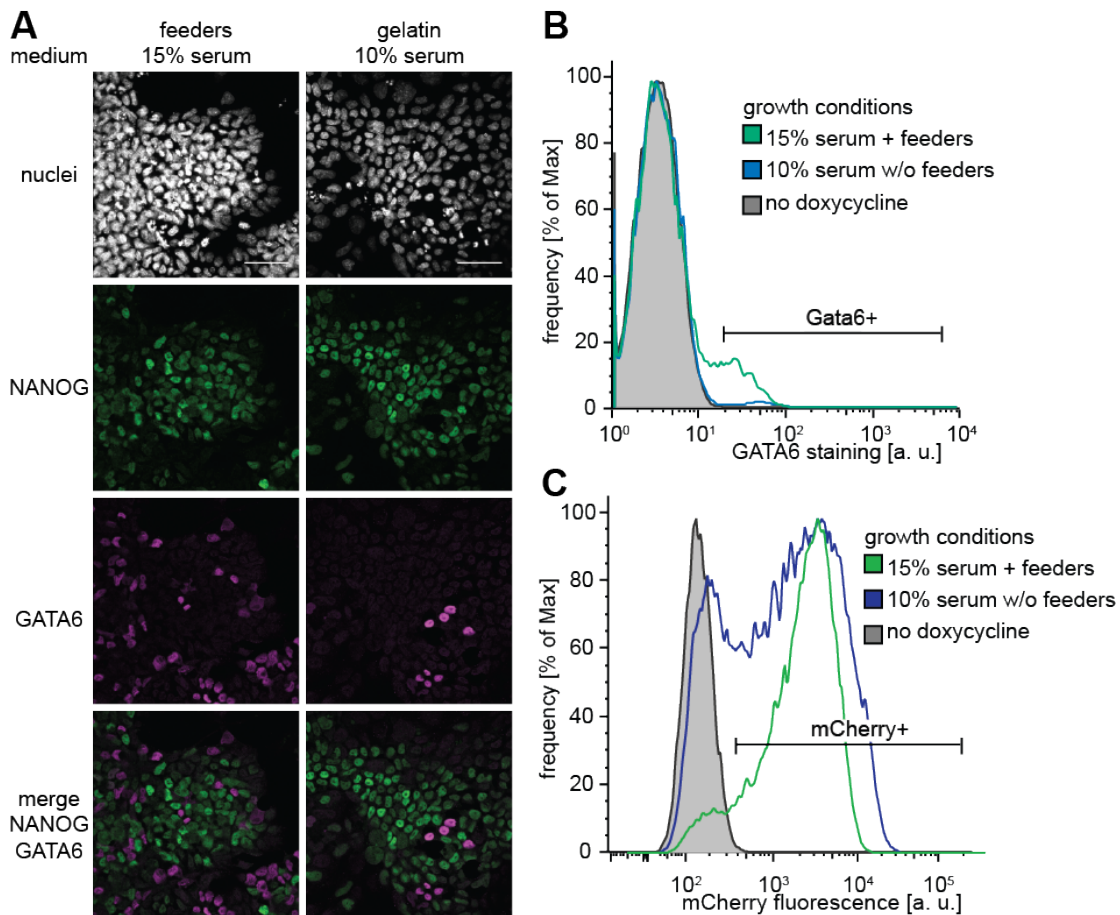 A
medium
feeders
15% serum
gelatin
10% serum
nuclei
NANOG
GATA6
merge
NANOG
GATA6
B
frequency [% of Max]
100
80
60
40
20
0
growth conditions
15% serum + feeders
10% serum w/o feeders
no doxycycline
Gata6+
10⁰ 10¹ 10² 10³ 10⁴
GATA6 staining [a. u.]
C
frequency [% of Max]
100
80
60
40
20
0
growth conditions
15% serum + feeders
10% serum w/o feeders
no doxycycline
mCherry+
10² 10³ 10⁴ 10⁵
mCherry fluorescence [a. u.]